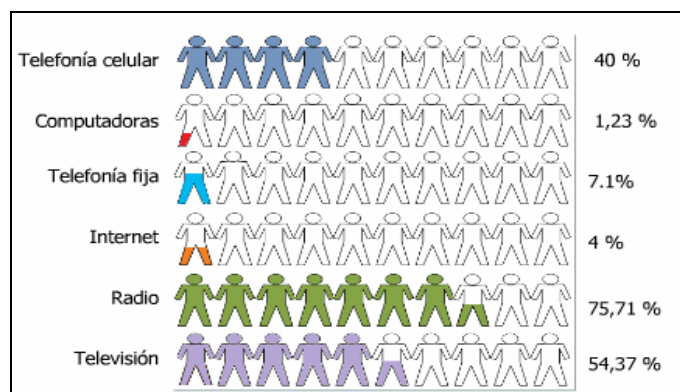 Telefonía celular 40 %
Computadoras 1,23 %
Telefonía fija 7.1%
Internet 4 %
Radio 75,71 %
Televisión 54,37 %